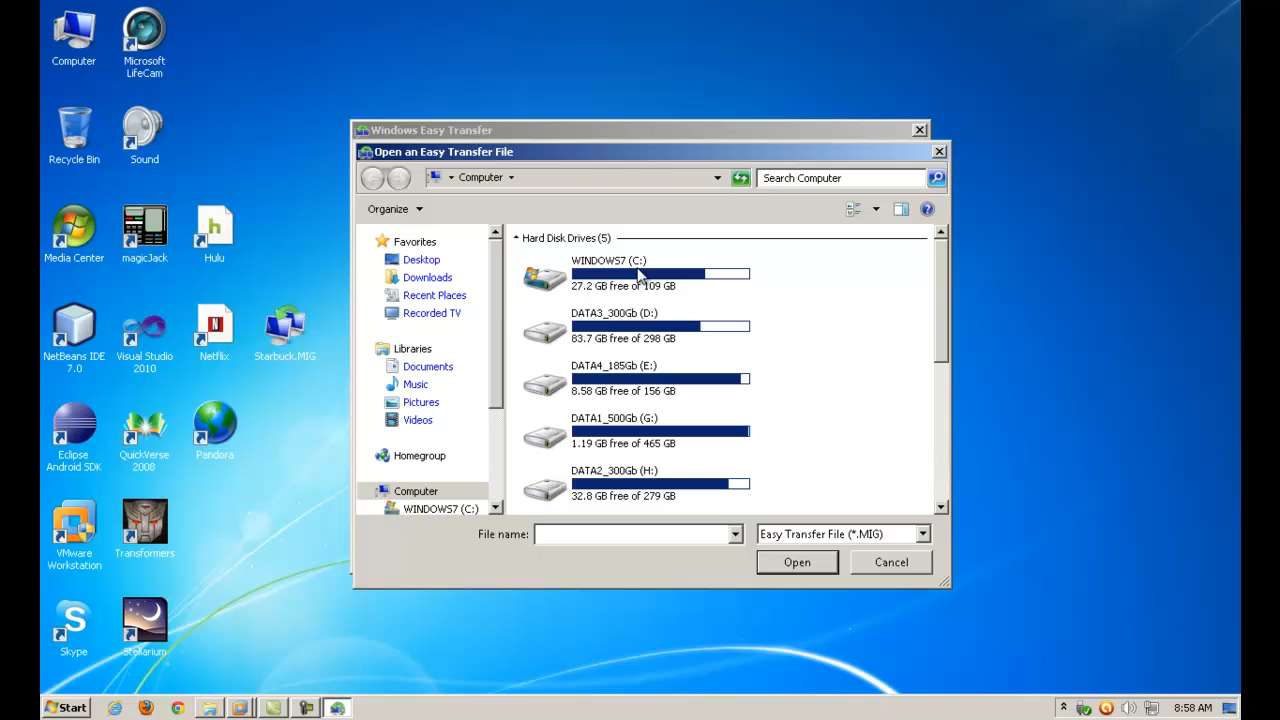 Computer
Microsoft
LifeCam
Recycle Bin
Sound
Media Center
magicJack
Hulu
NetBeans IDE
7.0
Visual Studio
2010
Netflix
Starbuck.MIG
Eclipse
Android SDK
QuickVerse
2008
Pandora
VMware
Workstation
Transformers
Skype
Stellarium
Windows Easy Transfer
Open an Easy Transfer File
Computer
Search Computer
Organize
Favorites
Desktop
Downloads
Recent Places
Recorded TV
Libraries
Documents
Music
Pictures
Videos
Homegroup
Computer
WINDOWS7 (C:)
Hard Disk Drives (5)
WINDOWS7 (C:)
27.2 GB free of 109 GB
DATA3_300Gb (D:)
83.7 GB free of 298 GB
DATA4_185Gb (E:)
8.58 GB free of 156 GB
DATA1_500Gb (G:)
1.19 GB free of 465 GB
DATA2_300Gb (H:)
32.8 GB free of 279 GB
File name:
Easy Transfer File (*.MIG)
Open
Cancel
Start
8:58 AM